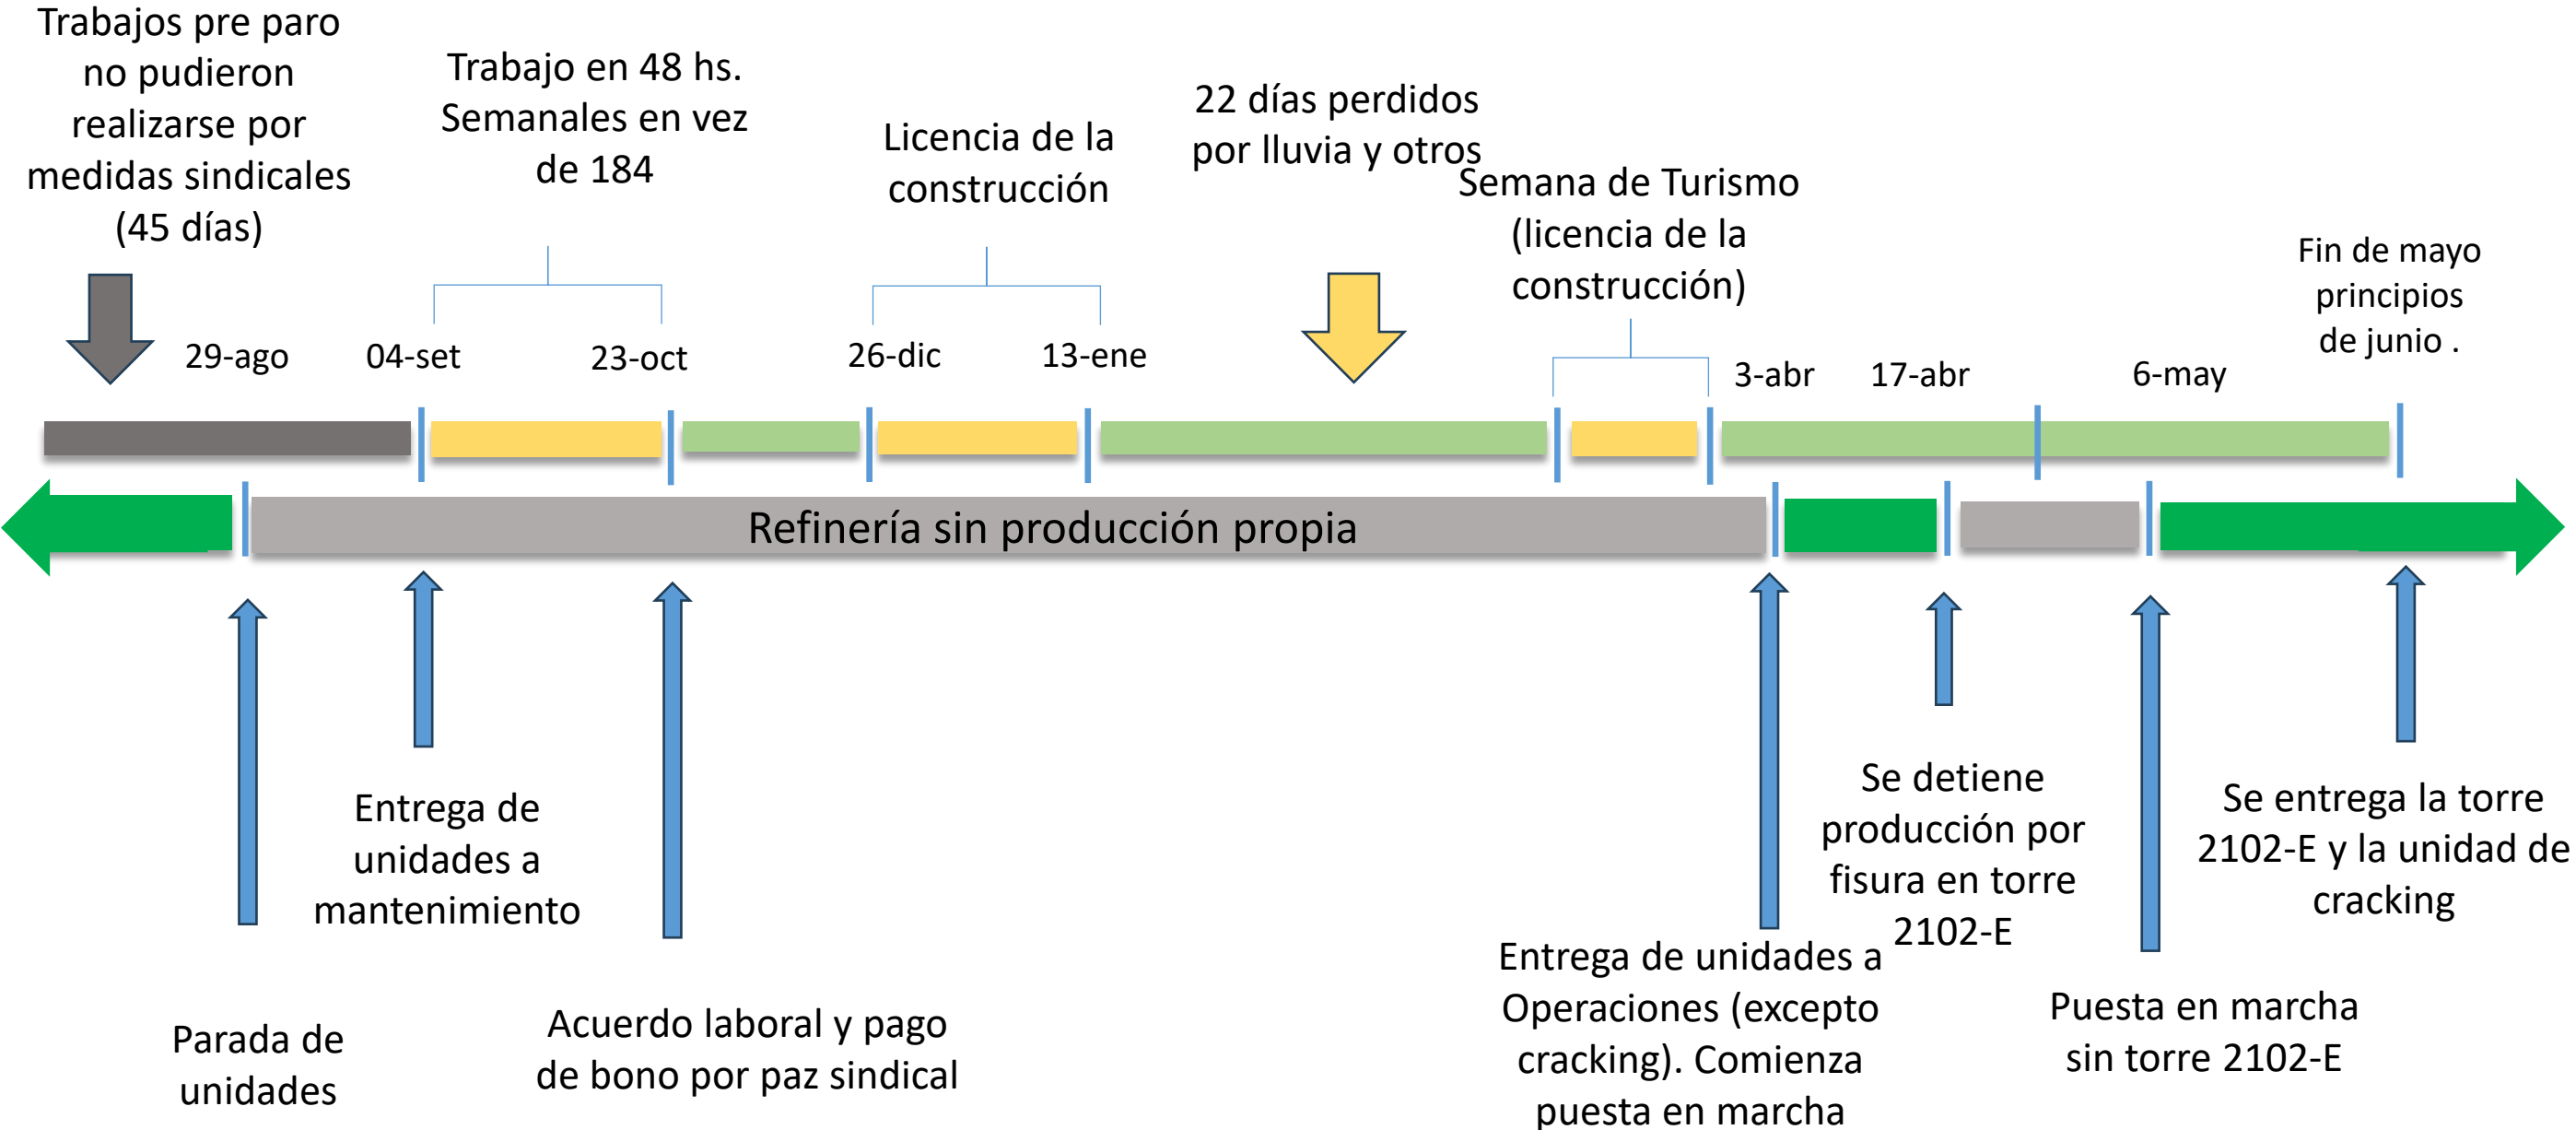 Trabajos pre paro
no pudieron
realizarse por
medidas sindicales
(45 días)
Trabajo en 48 hs.
Semanales en vez
de 184
Licencia de la
construcción
22 días perdidos
por lluvia y otros
Semana de Turismo
(licencia de la
construcción)
Fin de mayo
principios
de junio .
29-ago
04-set
23-oct
26-dic
13-ene
3-abr
17-abr
6-may
Refinería sin producción propia
Parada de
unidades
Entrega de
unidades a
mantenimiento
Acuerdo laboral y pago
de bono por paz sindical
Entrega de unidades a
Operaciones (excepto
cracking). Comienza
puesta en marcha
Se detiene
producción por
fisura en torre
2102-E
Puesta en marcha
sin torre 2102-E
Se entrega la torre
2102-E y la unidad de
cracking